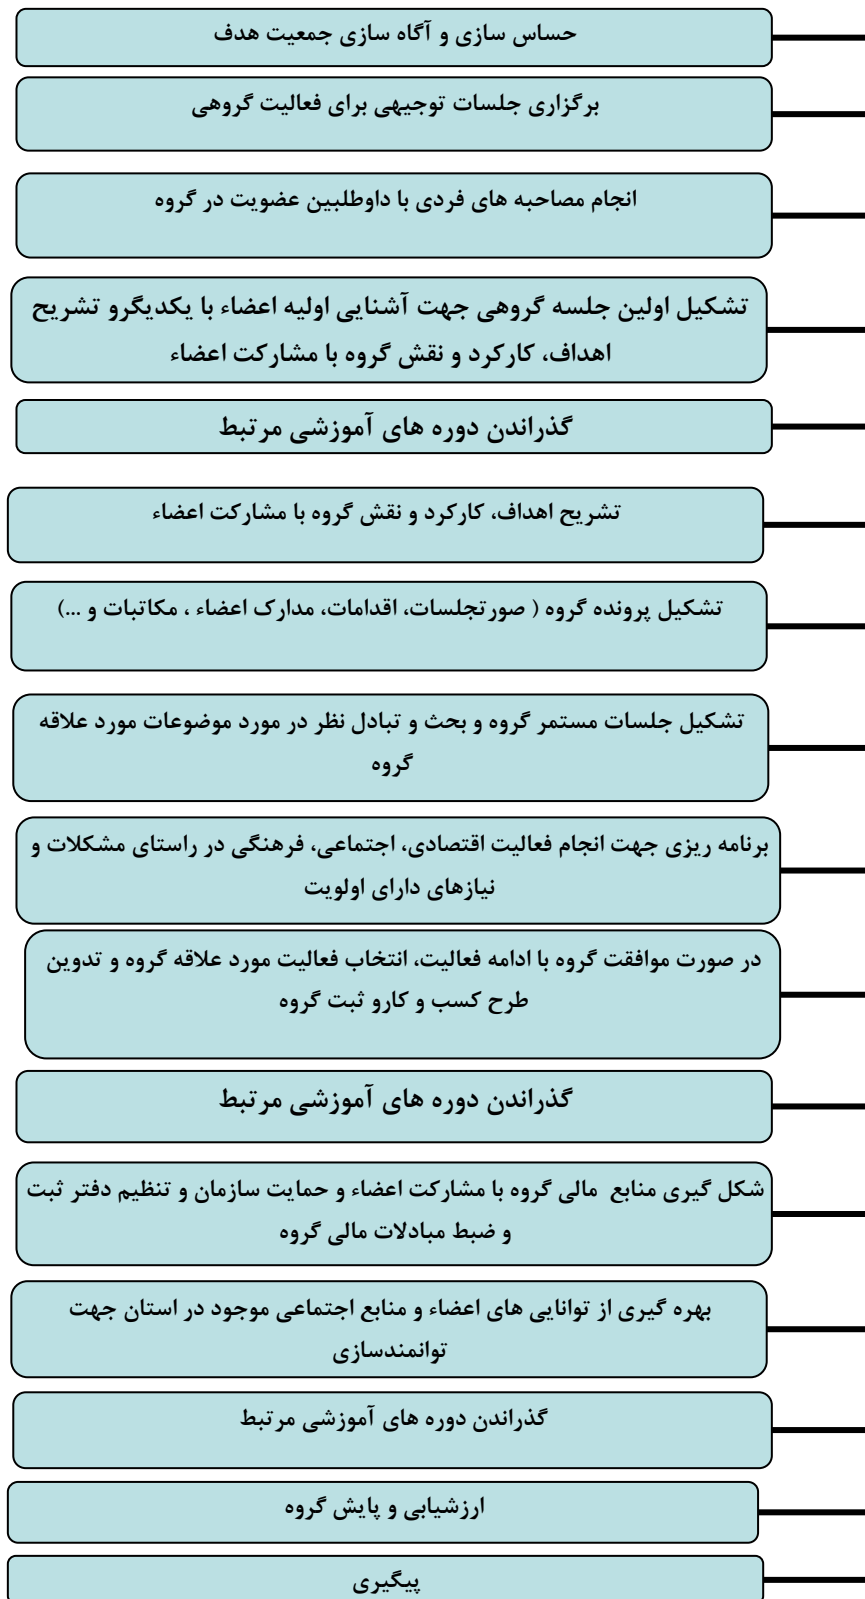 حساس سازی و آگاه سازی جمعیت هدف
برگزاری جلسات توجیهی برای فعالیت گروهی
انجام مصاحبه های فردی با داوطلبین عضویت در گروه
تشکیل اولین جلسه گروهی جهت آشنایی اولیه اعضاء با یکدیگرو تشریح
اهداف، کارکرد و نقش گروه با مشارکت اعضاء
گذراندن دوره های آموزشی مرتبط
تشریح اهداف، کارکرد و نقش گروه با مشارکت اعضاء
تشکیل پرونده گروه ( صورتجلسات، اقدامات، مدارک اعضاء ، مکاتبات و ...)
تشکیل جلسات مستمر گروه و بحث و تبادل نظر در مورد موضوعات مورد علاقه
گروه
برنامه ریزی جهت انجام فعالیت اقتصادی، اجتماعی، فرهنگی در راستای مشکلات و
نیازهای دارای اولویت
در صورت موافقت گروه با ادامه فعالیت، انتخاب فعالیت مورد علاقه گروه و تدوین
طرح کسب و کارو ثبت گروه
گذراندن دوره های آموزشی مرتبط
شکل گیری منابع مالی گروه با مشارکت اعضاء و حمایت سازمان و تنظیم دفتر ثبت
و ضبط مبادلات مالی گروه
بهره گیری از توانایی های اعضاء و منابع اجتماعی موجود در استان جهت
توانمندسازی
گذراندن دوره های آموزشی مرتبط
ارزشیابی و پایش گروه
پیگیری